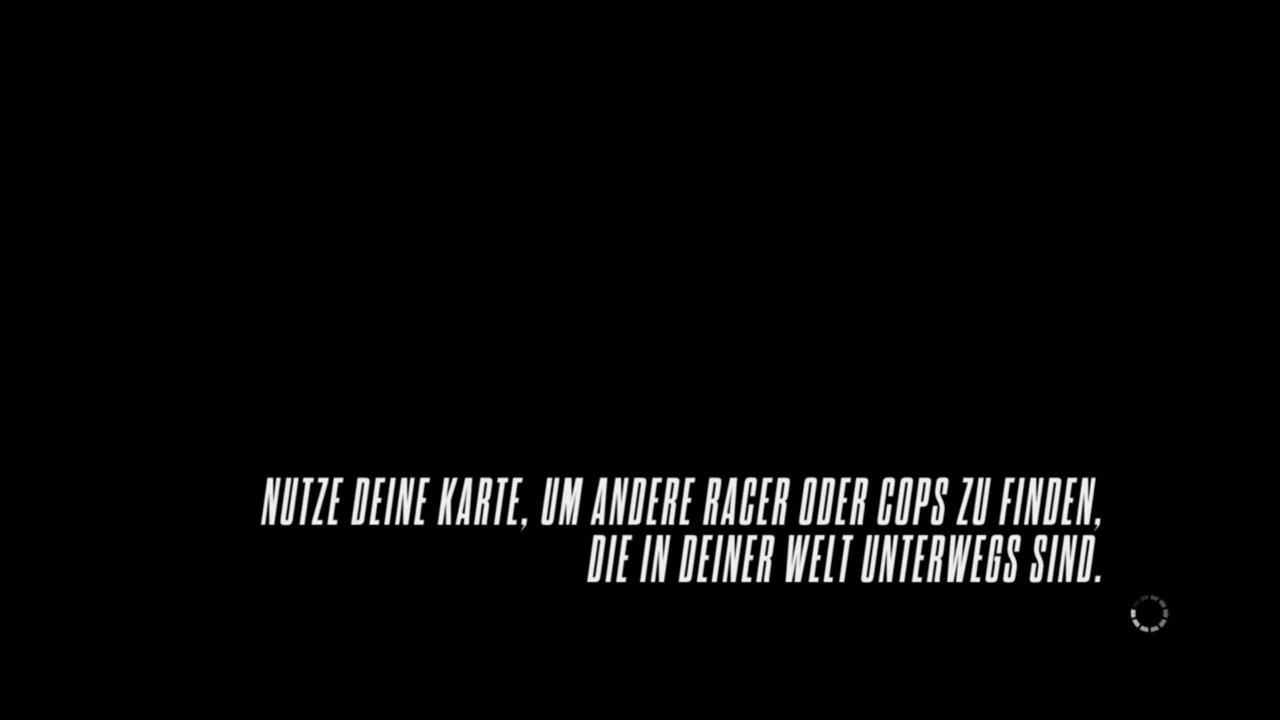 NUTZE DEINE KARTE, UM ANDERE RACER ODER COPS ZU FINDEN,
DIE IN DEINER WELT UNTERWEGS SIND.